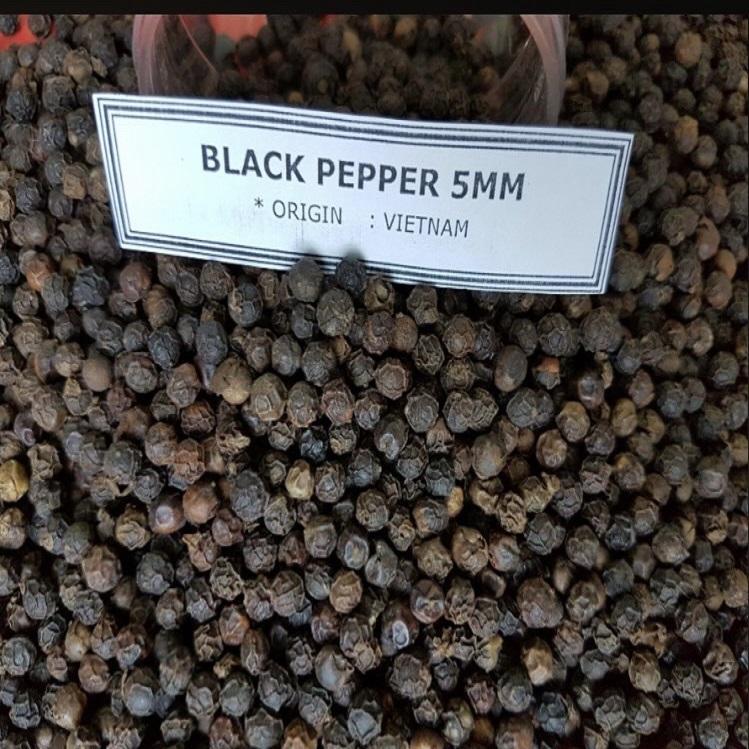 BLACK PEPPER 5MM
* ORIGIN : VIETNAM